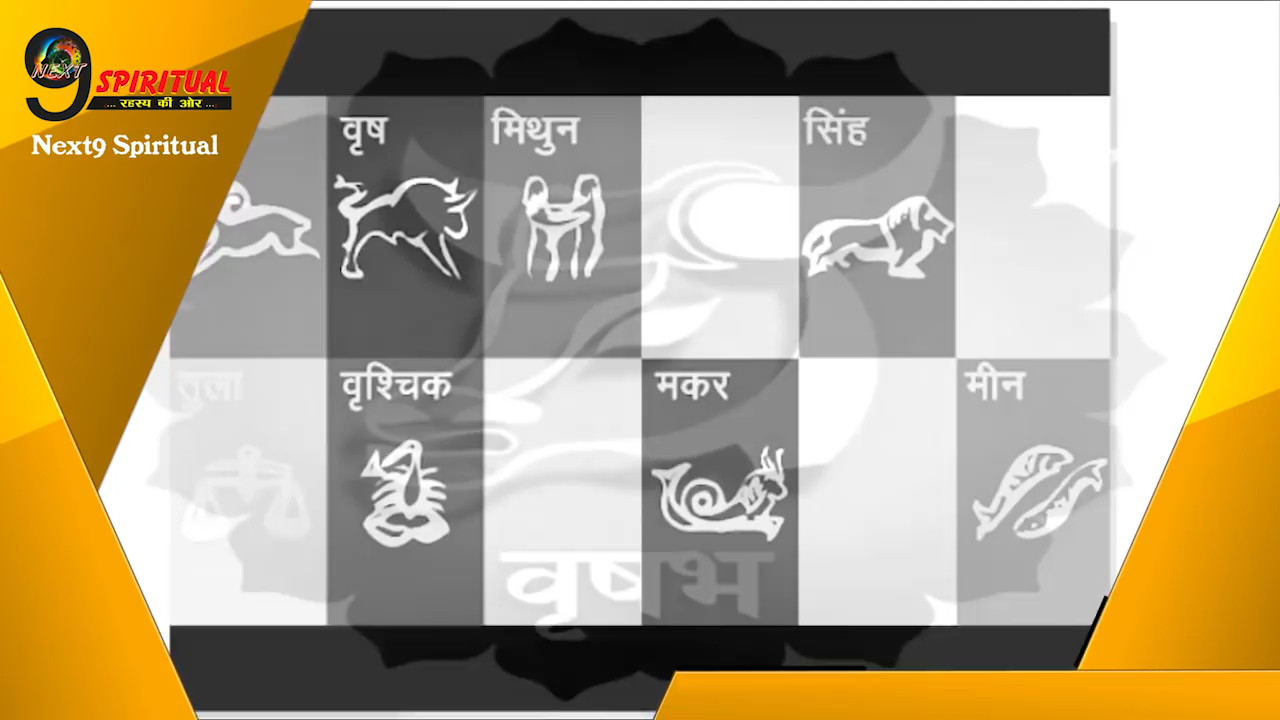 NEXT
9
SPIRITUAL
... रहस्य की ओर ...
Next9 Spiritual
वृष
मिथुन
सिंह
तुला
वृश्चिक
मकर
मीन
वृषभ